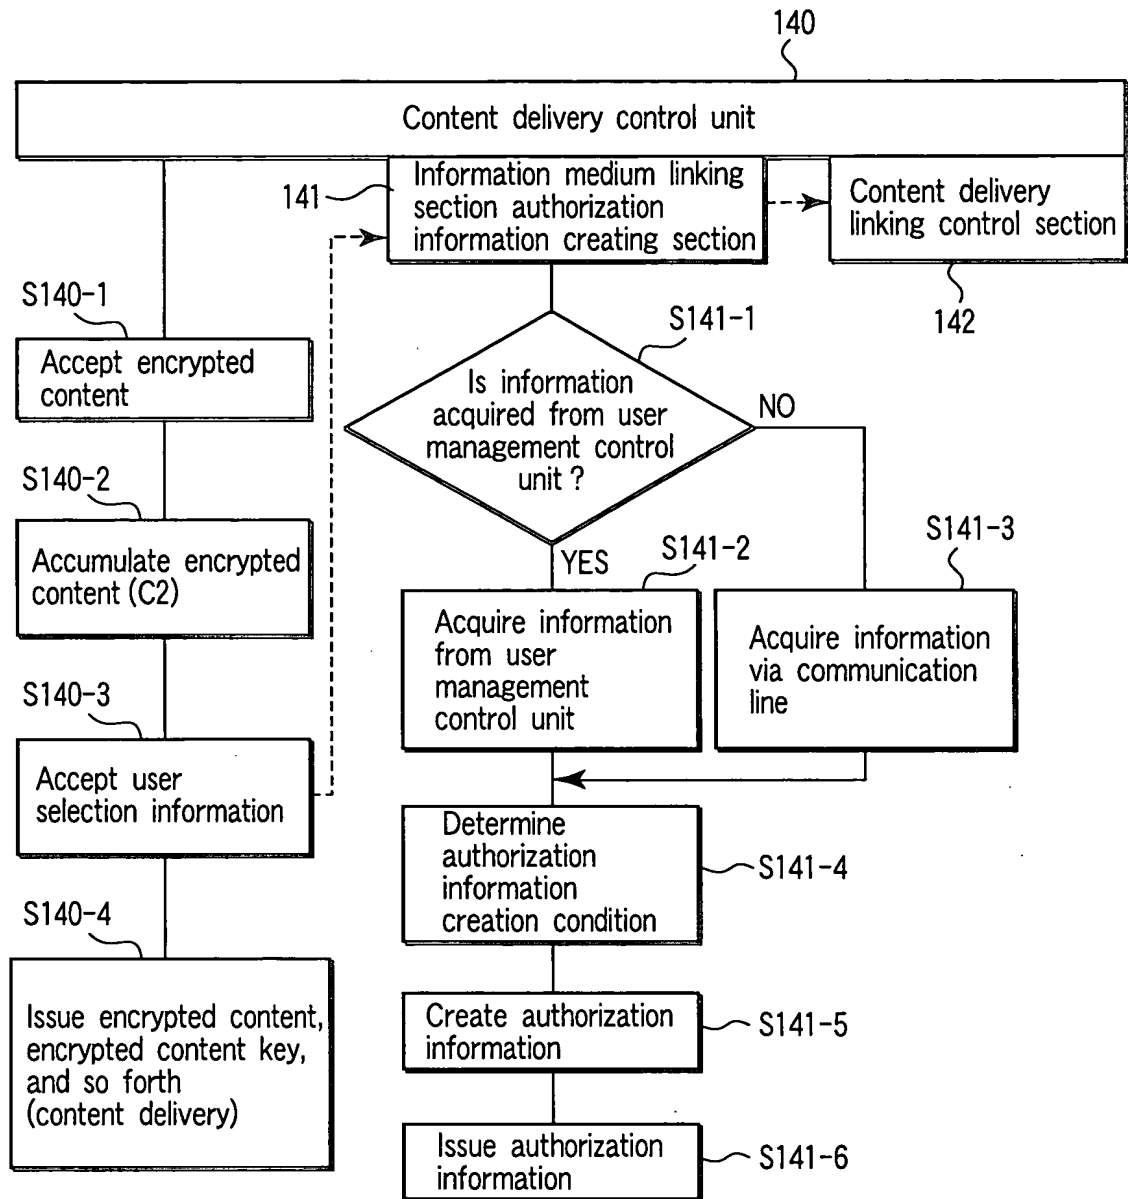 140
Content delivery control unit
141
Information medium linking
section authorization
information creating section
Content delivery
linking control section
142
S140-1
Accept encrypted
content
S140-2
Accumulate encrypted
content (C2)
S140-3
Accept user
selection information
S140-4
Issue encrypted content,
encrypted content key,
and so forth
(content delivery)
S141-1
Is information
acquired from user
management control
unit ?
NO
YES
S141-2
Acquire information
from user
management
control unit
S141-3
Acquire information
via communication
line
Determine
authorization
information
creation condition
S141-4
Create authorization
information
S141-5
Issue authorization
information
S141-6